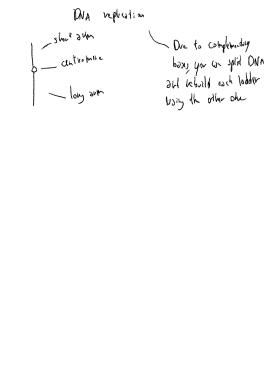 DNA replication
short arm
centromere
long arm
Due to complementary
bases you can split DNA
and rebuild each ladder
using the other one